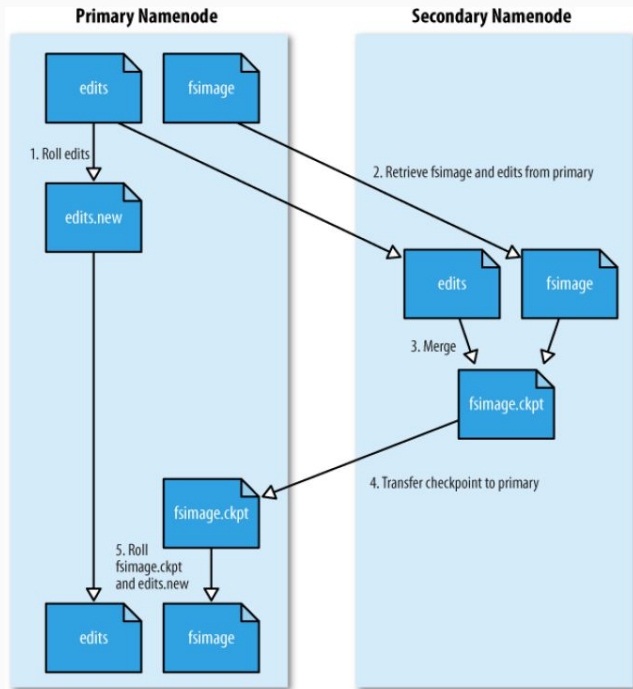 Primary Namenode
Secondary Namenode
edits
fsimage
1. Roll edits
2. Retrieve fsimage and edits from primary
edits.new
edits
fsimage
3. Merge
fsimage.ckpt
4. Transfer checkpoint to primary
fsimage.ckpt
5. Roll
fsimage.ckpt
and edits.new
edits
fsimage